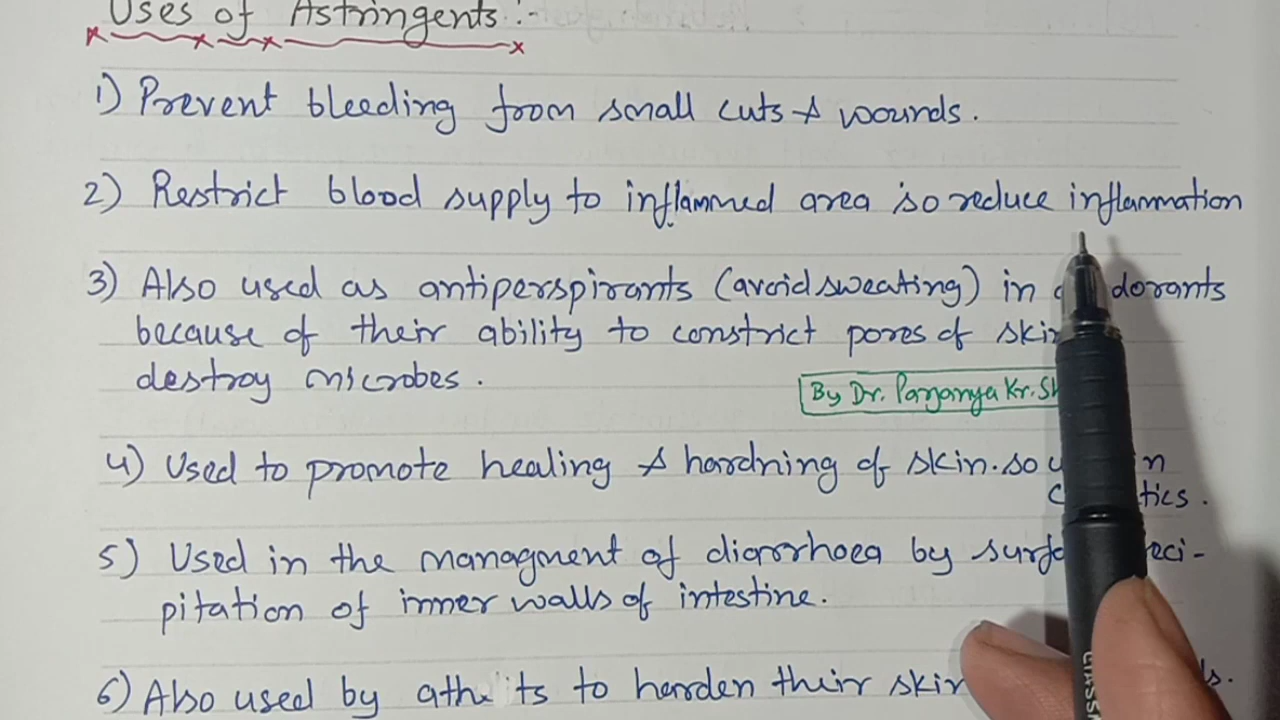 Uses of Astringents :-
1) Prevent bleeding from small cuts & wounds.
2) Restrict blood supply to inflammed area so reduce inflammation
3) Also used as antiperspirants (avoid sweating) in dorants
because of their ability to constrict pores of
destroy microbes.
By Dr. Parjanya Kr.
4) Used to promote healing & hardning of skin. so
tics.
5) Used in the managment of diarrhoea by
pitation of inner walls of intestine.
6) Also used by to harden their